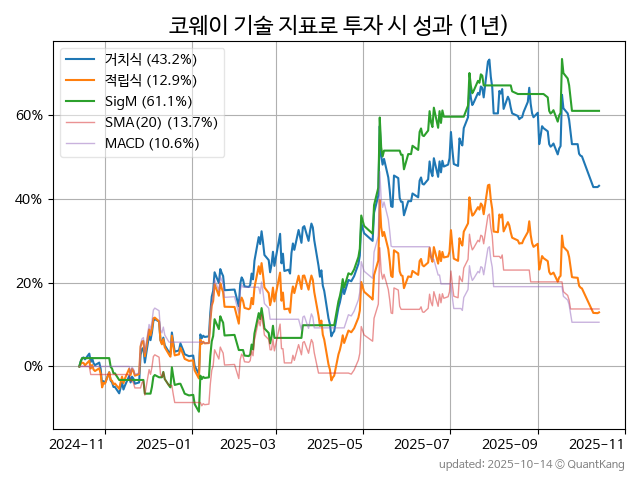 코웨이 기술 지표로 투자 시 성과 (1년)
거치식 (43.2%)
적립식 (12.9%)
SigM (61.1%)
SMA(20) (13.7%)
MACD (10.6%)
60%
40%
20%
0%
2024-11 2025-01 2025-03 2025-05 2025-07 2025-09 2025-11
updated: 2025-10-14 © QuantKang